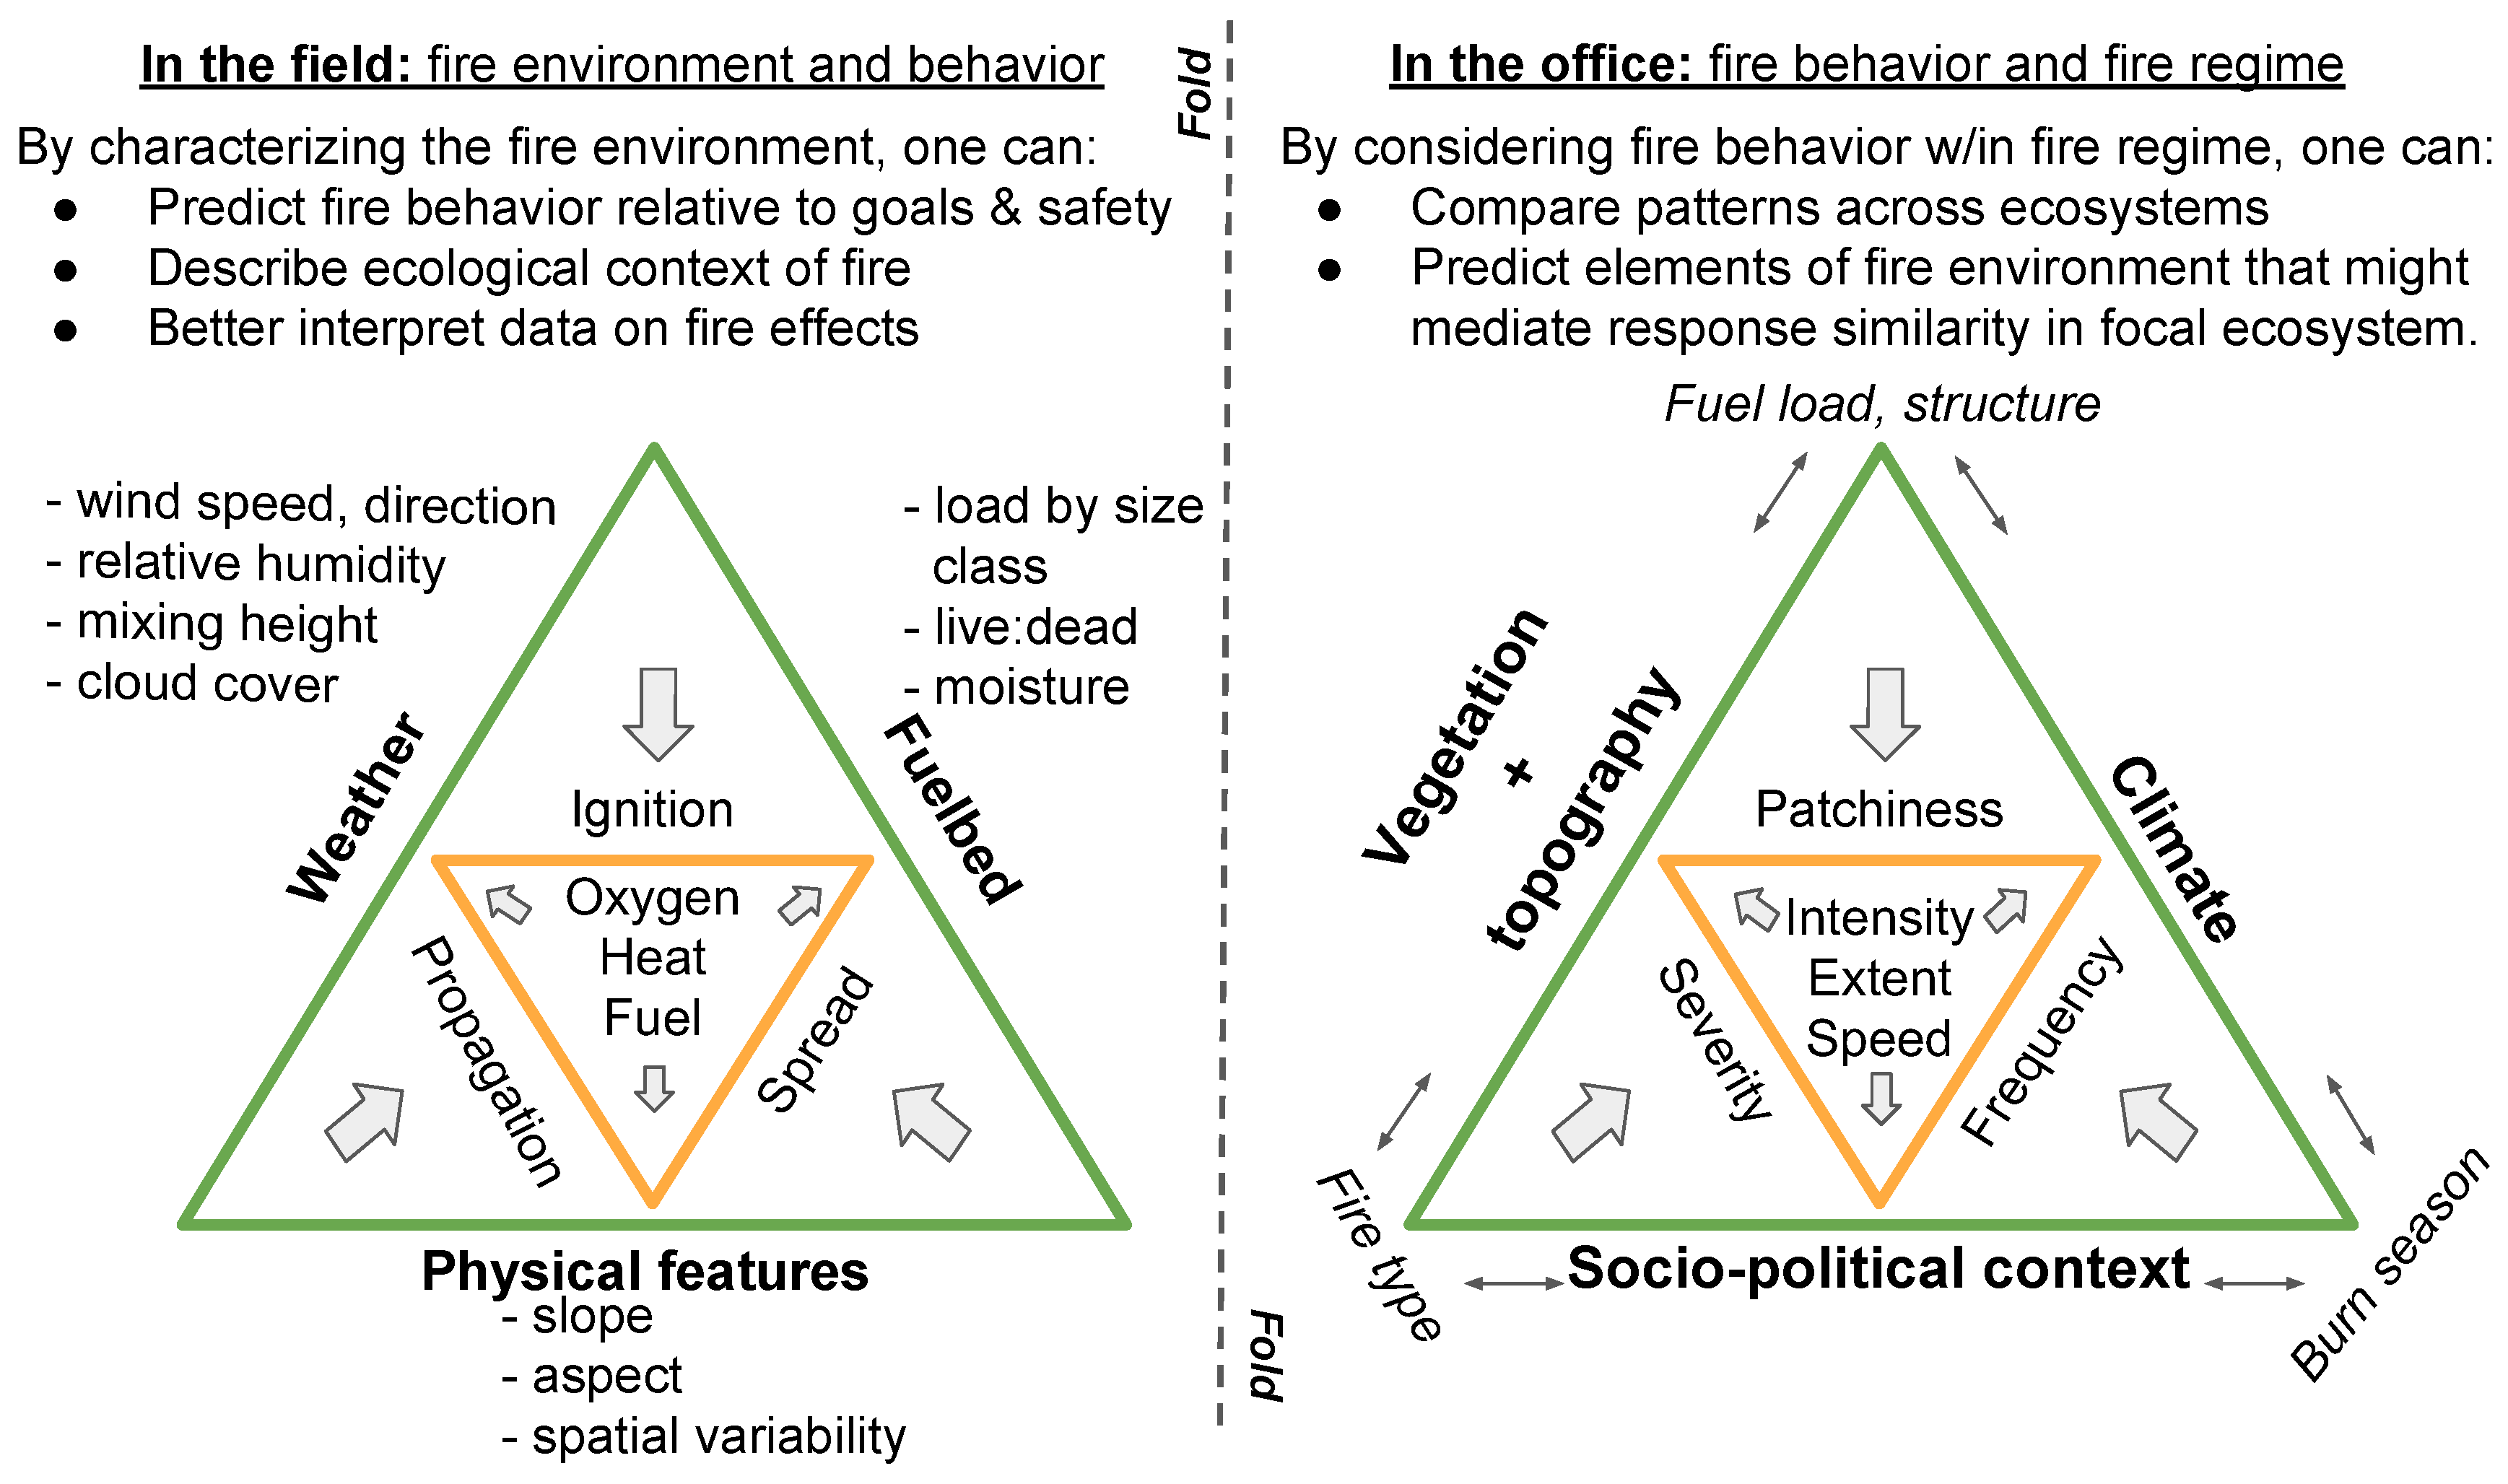 In the field: fire environment and behavior
By characterizing the fire environment, one can:
● Predict fire behavior relative to goals & safety
● Describe ecological context of fire
● Better interpret data on fire effects
- wind speed, direction
- relative humidity
- mixing height
- cloud cover
- load by size
class
- live:dead
- moisture
Weather
Fuelbed
Ignition
Oxygen
Heat
Fuel
Propagation
Spread
Physical features
- slope
- aspect
- spatial variability
Fold
Fold
In the office: fire behavior and fire regime
By considering fire behavior w/in fire regime, one can:
● Compare patterns across ecosystems
● Predict elements of fire environment that might
mediate response similarity in focal ecosystem.
Fuel load, structure
Vegetation
+
topography
Climate
Patchiness
Intensity
Extent
Speed
Severity
Frequency
Fire type
Socio-political context
Burn season